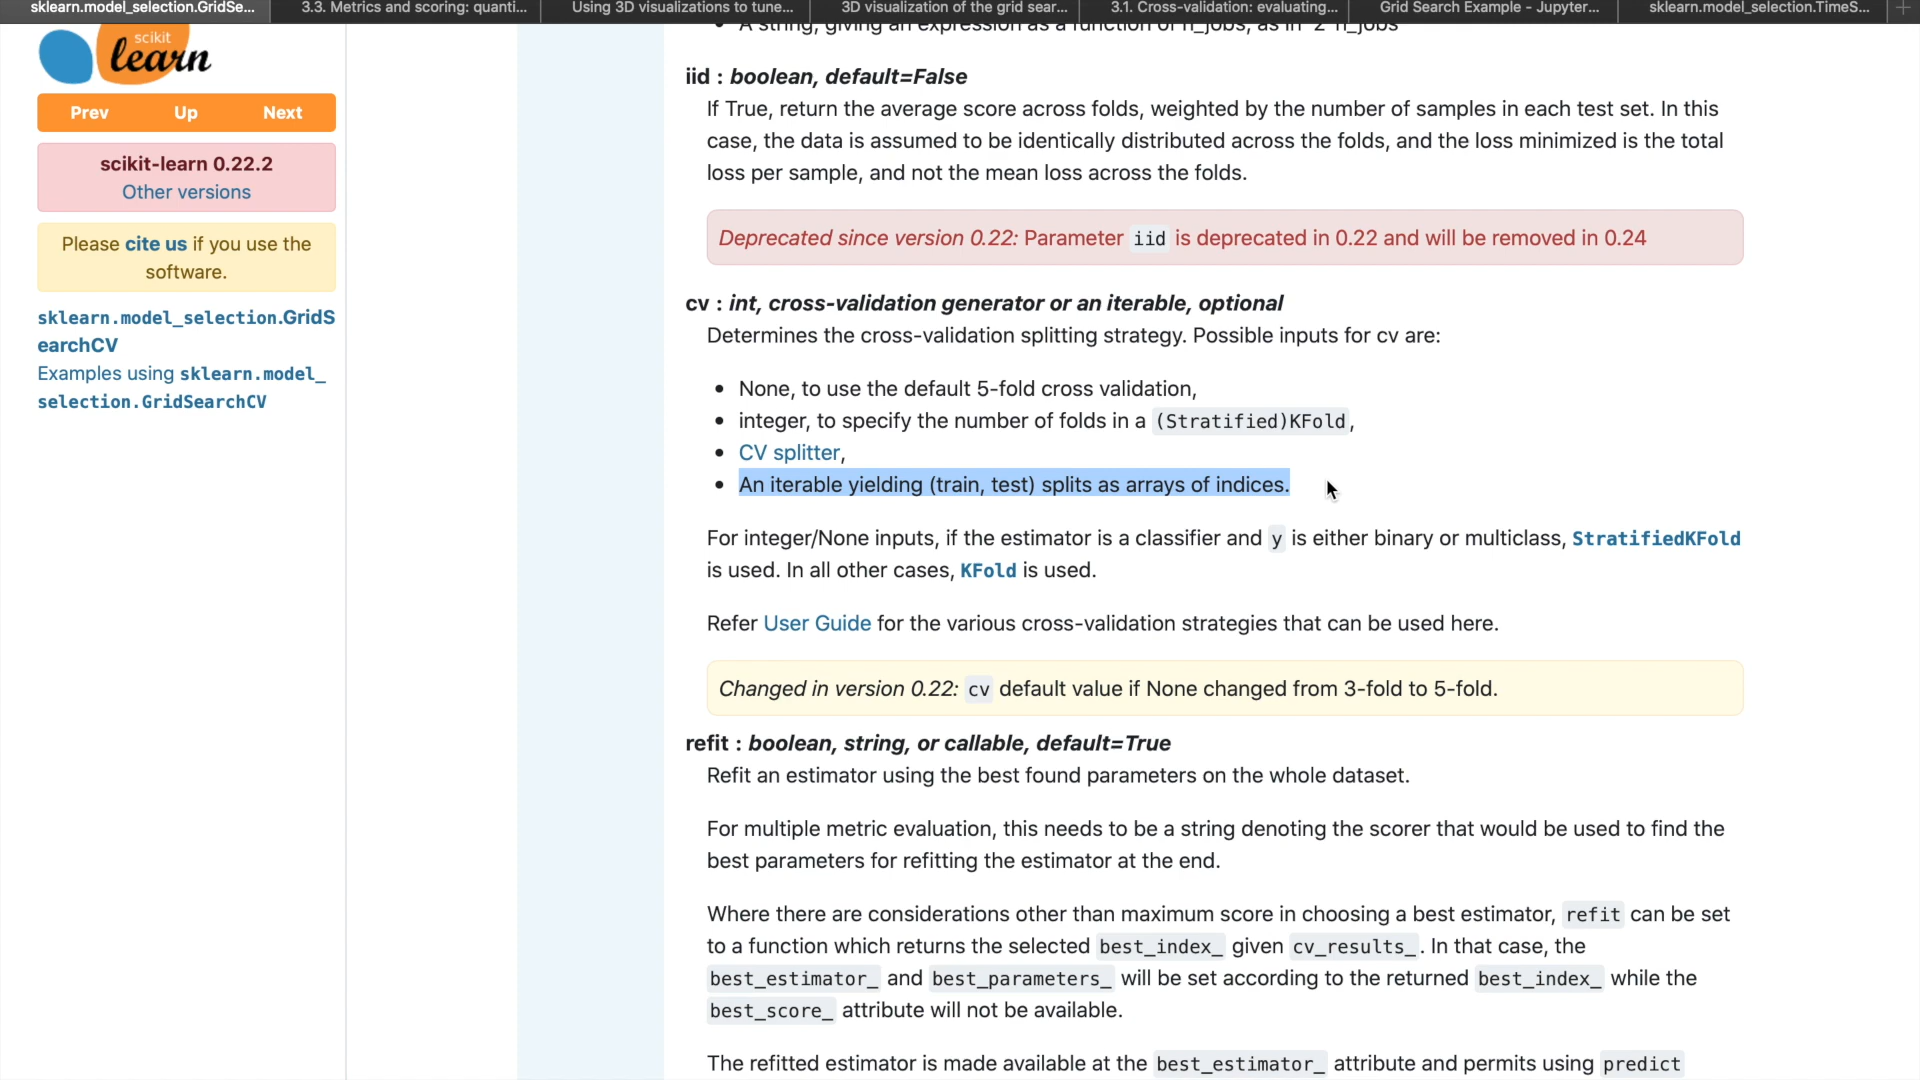 sklearn.model_selection.GridSe...
3.3. Metrics and scoring: quanti...
Using 3D visualizations to tune...
3D visualization of the grid sear...
3.1. Cross-validation: evaluating...
Grid Search Example - Jupyter...
sklearn.model_selection.TimeS...
scikit
learn
Prev Up Next
scikit-learn 0.22.2
Other versions
Please cite us if you use the
software.
sklearn.model_selection.GridS
earchCV
Examples using sklearn.model_
selection.GridSearchCV
• A string, giving an expression as a function of n_jobs, as in '2*n_jobs'
iid : boolean, default=False
If True, return the average score across folds, weighted by the number of samples in each test set. In this
case, the data is assumed to be identically distributed across the folds, and the loss minimized is the total
loss per sample, and not the mean loss across the folds.
Deprecated since version 0.22: Parameter iid is deprecated in 0.22 and will be removed in 0.24
cv : int, cross-validation generator or an iterable, optional
Determines the cross-validation splitting strategy. Possible inputs for cv are:
• None, to use the default 5-fold cross validation,
• integer, to specify the number of folds in a (Stratified)KFold,
• CV splitter,
• An iterable yielding (train, test) splits as arrays of indices.
For integer/None inputs, if the estimator is a classifier and y is either binary or multiclass, StratifiedKFold
is used. In all other cases, KFold is used.
Refer User Guide for the various cross-validation strategies that can be used here.
Changed in version 0.22: cv default value if None changed from 3-fold to 5-fold.
refit : boolean, string, or callable, default=True
Refit an estimator using the best found parameters on the whole dataset.
For multiple metric evaluation, this needs to be a string denoting the scorer that would be used to find the
best parameters for refitting the estimator at the end.
Where there are considerations other than maximum score in choosing a best estimator, refit can be set
to a function which returns the selected best_index_ given cv_results_. In that case, the
best_estimator_ and best_parameters_ will be set according to the returned best_index_ while the
best_score_ attribute will not be available.
The refitted estimator is made available at the best_estimator_ attribute and permits using predict